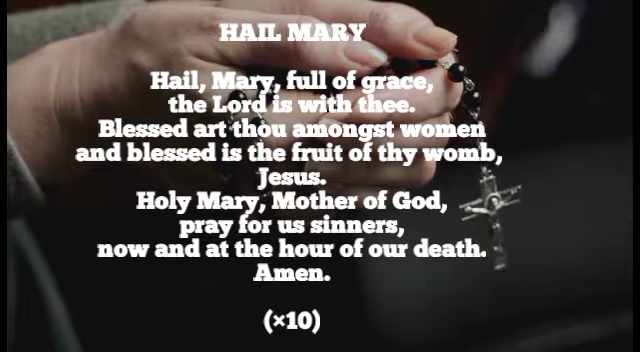 HAIL MARY
Hail, Mary, full of grace,
the Lord is with thee.
Blessed art thou amongst women
and blessed is the fruit of thy womb,
Jesus.
Holy Mary, Mother of God,
pray for us sinners,
now and at the hour of our death.
Amen.
(×10)